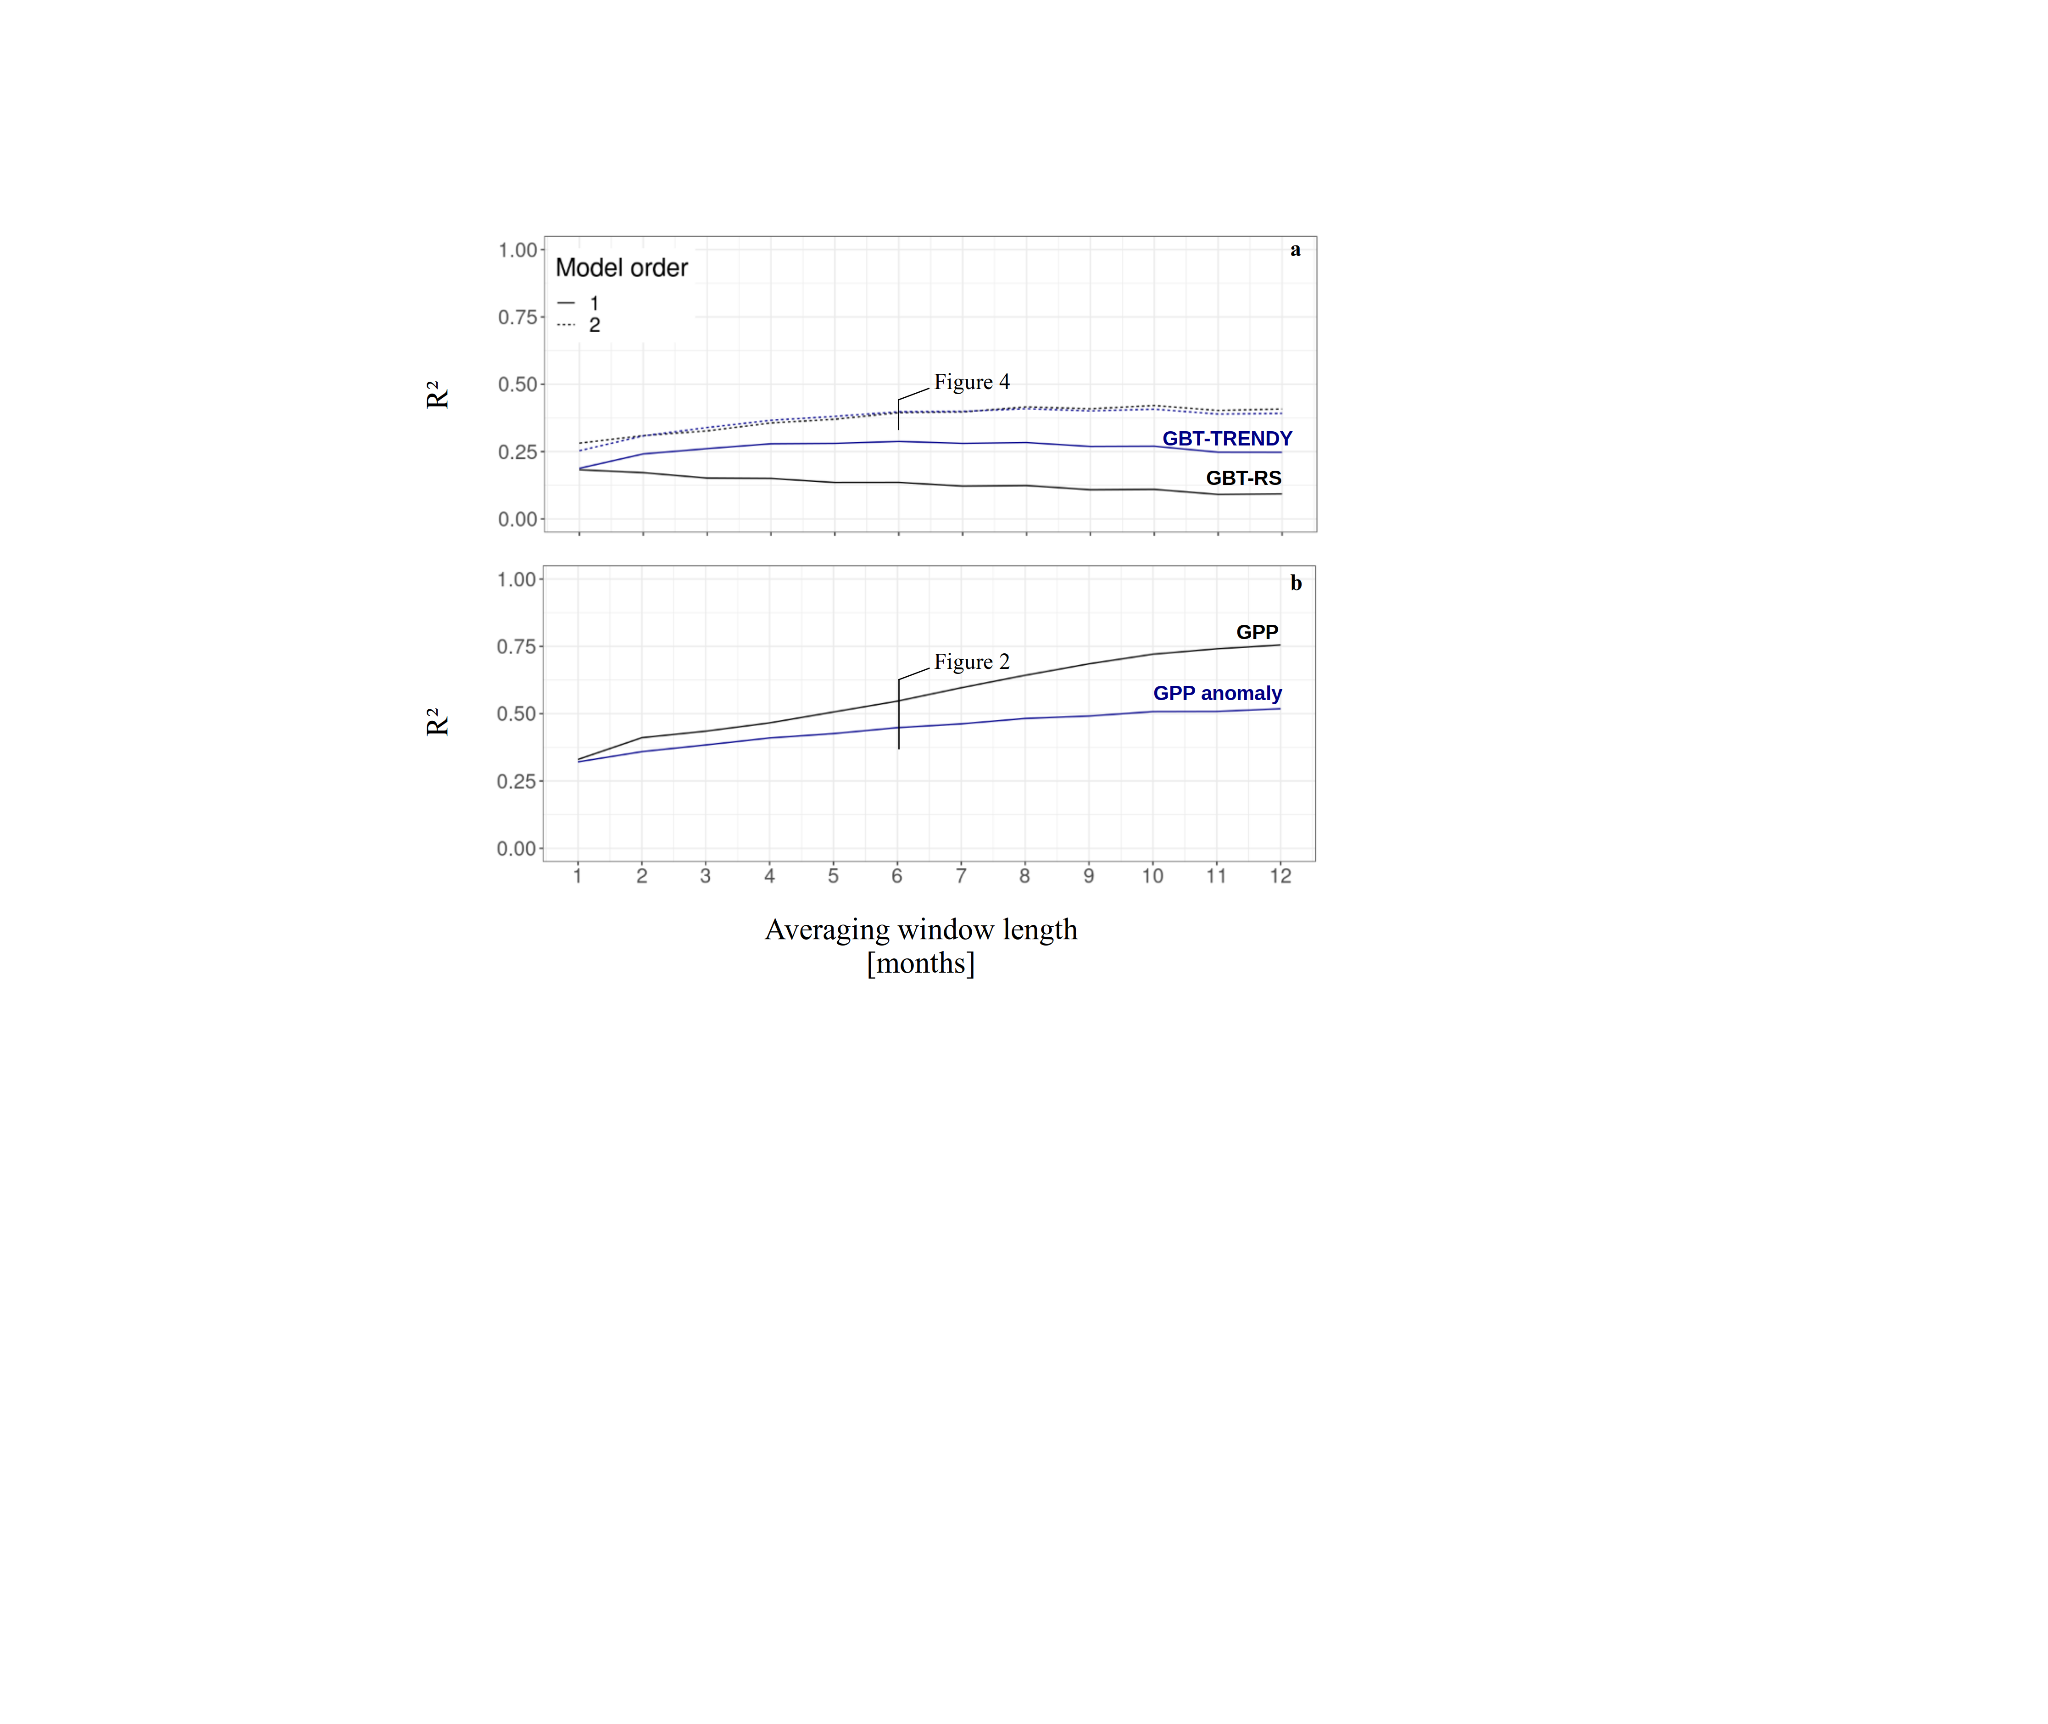 a
1.00
Model order
1
0.75
2
R²
0.50
Figure 4
GBT-TRENDY
0.25
GBT-RS
0.00
b
1.00
GPP
0.75
Figure 2
GPP anomaly
R²
0.50
0.25
0.00
1 2 3 4 5 6 7 8 9 10 11 12
Averaging window length
[months]